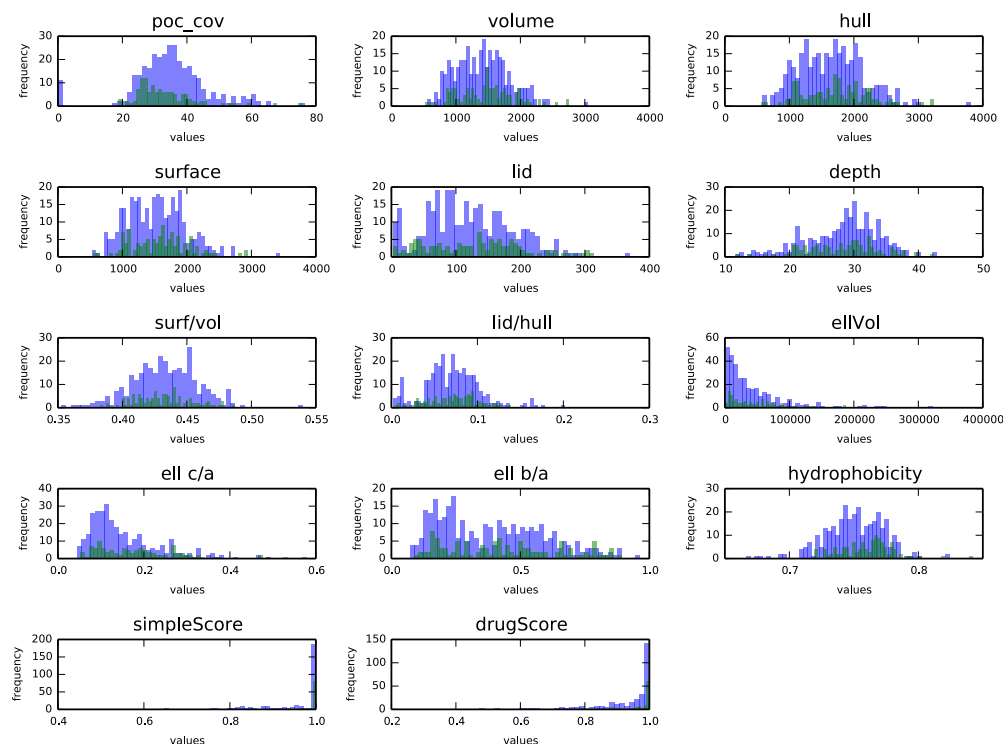 poc_cov
volume
hull
30
25
20
15
10
5
0
frequency
0 20 40 60 80
values
20
15
10
5
0
frequency
0 1000 2000 3000 4000
values
20
15
10
5
0
frequency
0 1000 2000 3000 4000
values
surface
lid
depth
20
15
10
5
0
frequency
0 1000 2000 3000 4000
values
20
15
10
5
0
frequency
0 100 200 300 400
values
30
20
10
0
frequency
10 20 30 40 50
values
surf/vol
lid/hull
ellVol
30
20
10
0
frequency
0.35 0.40 0.45 0.50 0.55
values
30
20
10
0
frequency
0.0 0.1 0.2 0.3
values
60
40
20
0
frequency
0 100000 200000 300000 400000
values
ell c/a
ell b/a
hydrophobicity
40
30
20
10
0
frequency
0.0 0.2 0.4 0.6
values
20
15
10
5
0
frequency
0.0 0.5 1.0
values
30
20
10
0
frequency
0.7 0.8
values
simpleScore
drugScore
200
150
100
50
0
frequency
0.4 0.6 0.8 1.0
values
150
100
50
0
frequency
0.2 0.4 0.6 0.8 1.0
values